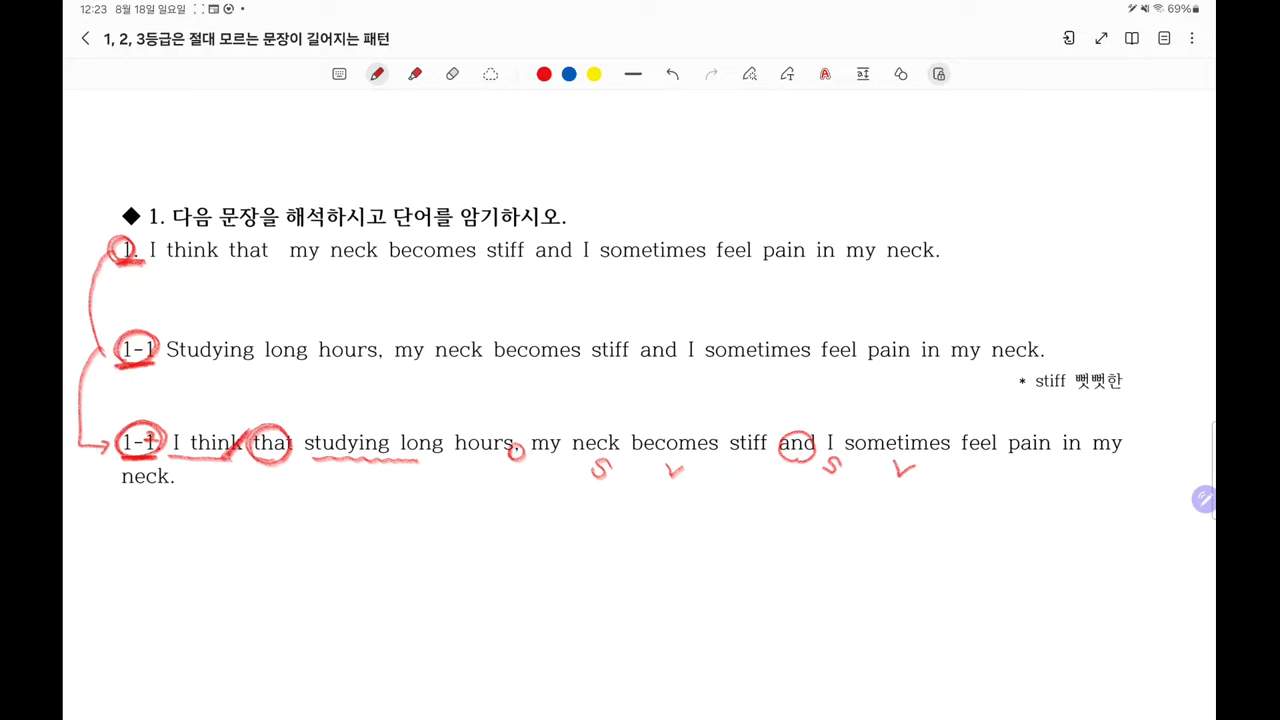 12:23 8월 18일 일요일
69%
1, 2, 3등급은 절대 모르는 문장이 길어지는 패턴
◆ 1. 다음 문장을 해석하시고 단어를 암기하시오.
1. I think that my neck becomes stiff and I sometimes feel pain in my neck.
1-1 Studying long hours, my neck becomes stiff and I sometimes feel pain in my neck.
* stiff 뻣뻣한
I think that studying long hours, my neck becomes stiff and I sometimes feel pain in my
S V S V
neck.